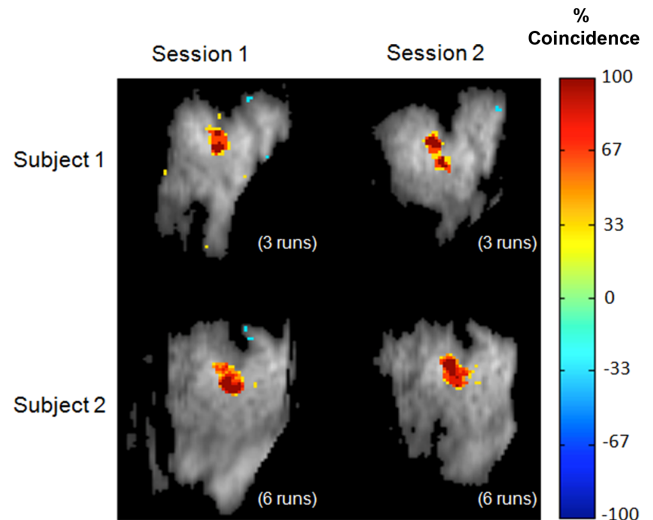 %
Coincidence
Session 1
Session 2
100
Subject 1
67
33
(3 runs)
(3 runs)
0
-33
Subject 2
-67
(6 runs)
(6 runs)
-100